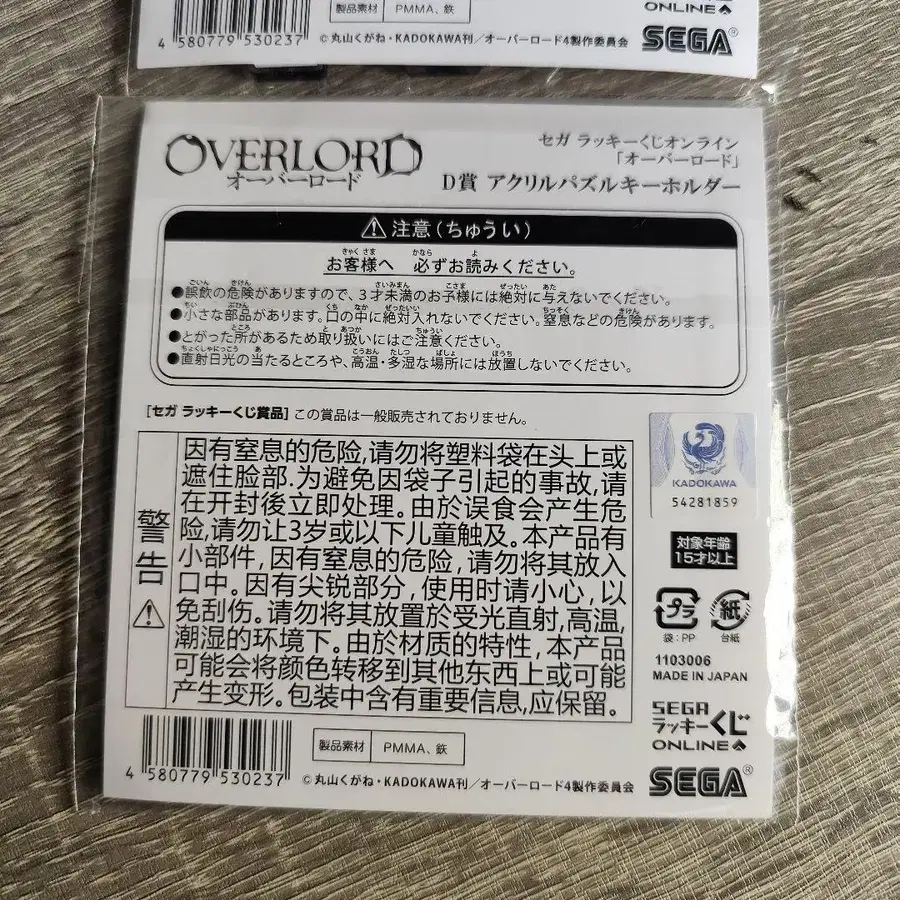 製品素材 PMMA、鉄
ONLINE
4 580779 530237
©丸山くがね・KADOKAWA刊／オーバーロード4製作委員会
SEGA®
OVERLORD
オーバーロード
セガ ラッキーくじオンライン
「オーバーロード」
D賞 アクリルパズルキーホルダー
注意(ちゅうい)
お客様へ 必ずお読みください。
●誤飲の危険がありますので、3才未満のお子様には絶対に与えないでください。
●小さな部品があります。口の中に絶対入れないでください。窒息などの危険があります。
●とがった所があるため取り扱いにはご注意ください。
●直射日光の当たるところや、高温・多湿な場所には放置しないでください。
[セガ ラッキーくじ賞品] この賞品は一般販売されておりません。
警告
因有窒息的危险,请勿将塑料袋在头上或
遮住脸部.为避免因袋子引起的事故,请
在开封後立即处理。由於误食会产生危
险,请勿让3岁或以下儿童触及。本产品有
小部件,因有窒息的危险,请勿将其放入
口中。因有尖锐部分,使用时请小心,以
免刮伤。请勿将其放置於受光直射,高温,
潮湿的环境下。由於材质的特性,本产品
可能会将颜色转移到其他东西上或可能
产生变形。包装中含有重要信息,应保留。
KADOKAWA
54281859
対象年齢
15才以上
プラ
袋：PP
紙
台紙
1103006
MADE IN JAPAN
SEGA
ラッキーくじ
ONLINE
製品素材 PMMA、鉄
4 580779 530237
©丸山くがね・KADOKAWA刊／オーバーロード4製作委員会
SEGA®